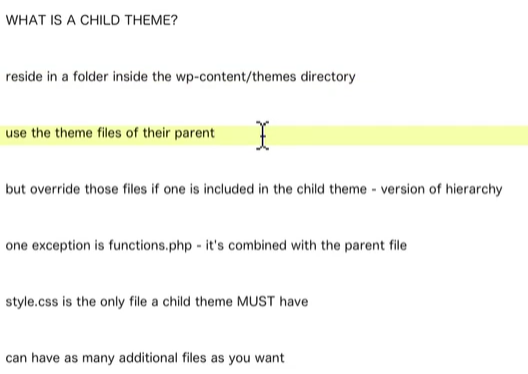 WHAT IS A CHILD THEME?
reside in a folder inside the wp-content/themes directory
use the theme files of their parent
but override those files if one is included in the child theme - version of hierarchy
one exception is functions.php - it's combined with the parent file
style.css is the only file a child theme MUST have
can have as many additional files as you want